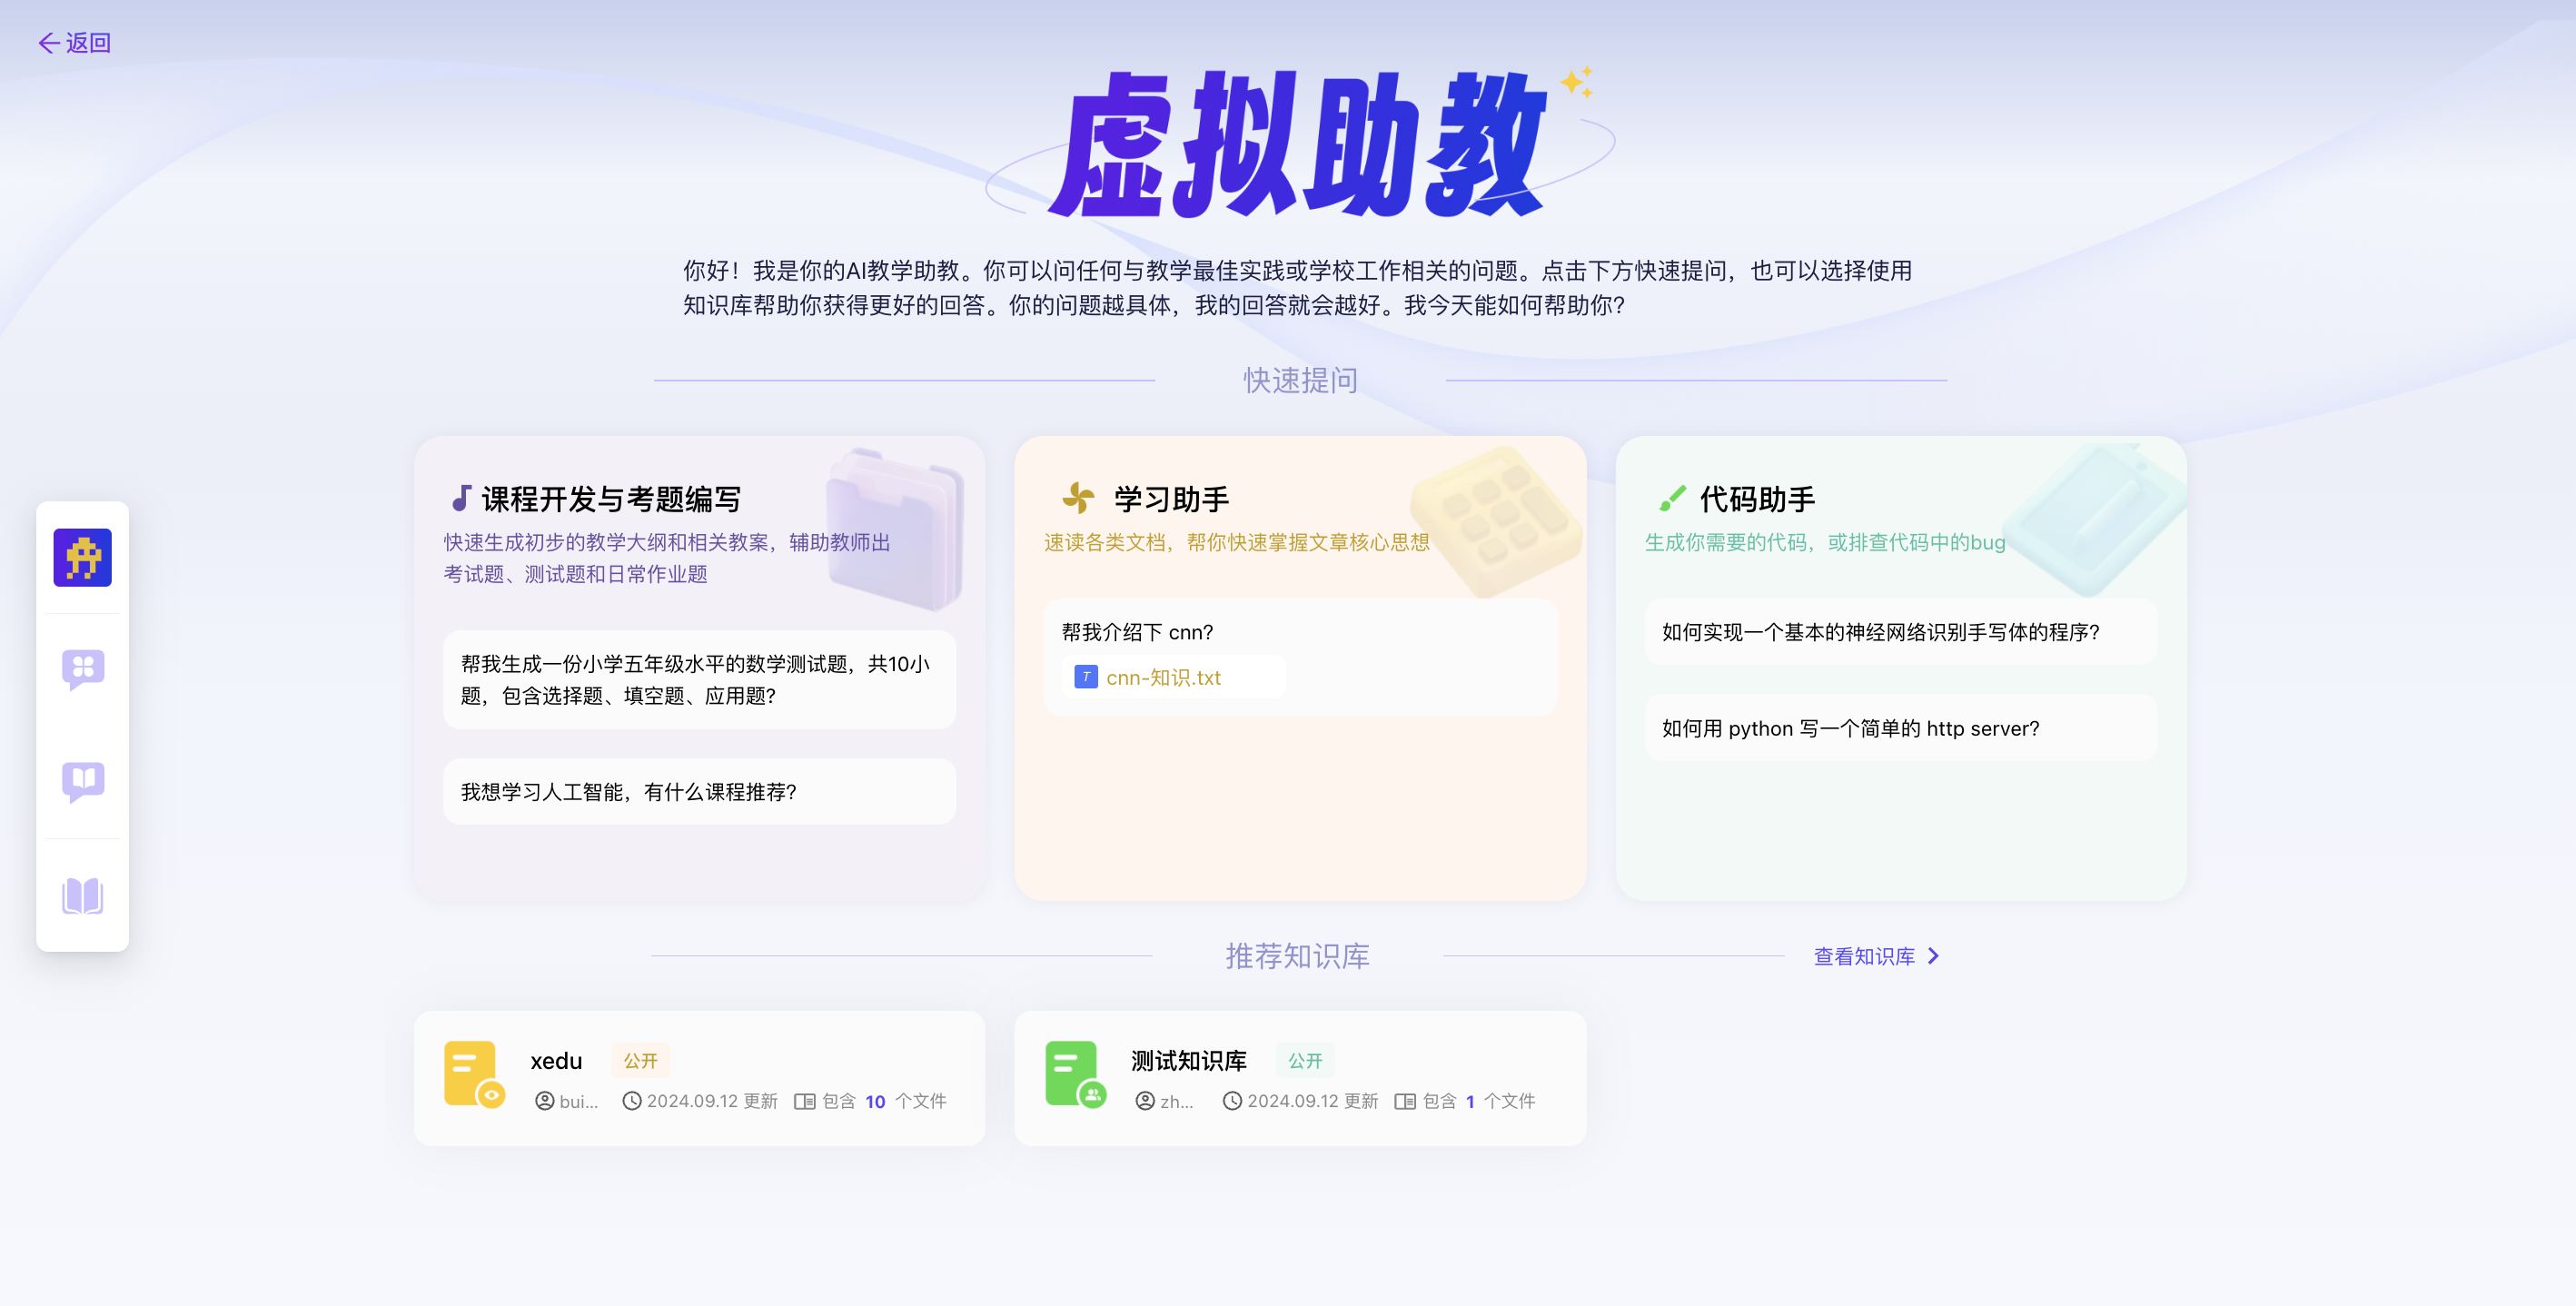 返回
虚拟助教
你好！我是你的AI教学助教。你可以问任何与教学最佳实践或学校工作相关的问题。点击下方快速提问，也可以选择使用
知识库帮助你获得更好的回答。你的问题越具体，我的回答就会越好。我今天能如何帮助你？
快速提问
课程开发与考题编写
快速生成初步的教学大纲和相关教案，辅助教师出
考试题、测试题和日常作业题
帮我生成一份小学五年级水平的数学测试题，共10小
题，包含选择题、填空题、应用题？
我想学习人工智能，有什么课程推荐？
学习助手
速读各类文档，帮你快速掌握文章核心思想
帮我介绍下 cnn？
T cnn-知识.txt
代码助手
生成你需要的代码，或排查代码中的bug
如何实现一个基本的神经网络识别手写体的程序？
如何用 python 写一个简单的 http server？
推荐知识库
查看知识库
xedu 公开
bui... 2024.09.12 更新 包含 10 个文件
测试知识库 公开
zh... 2024.09.12 更新 包含 1 个文件